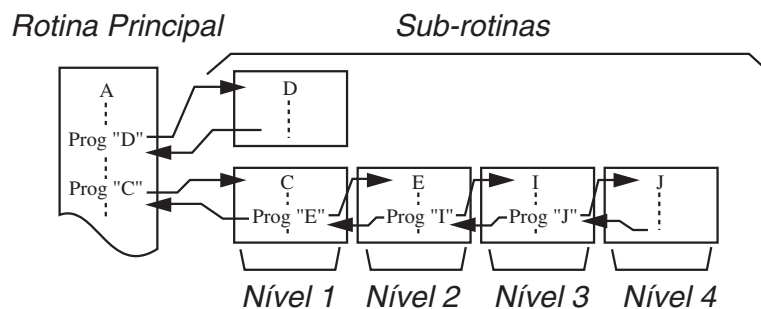 Rotina Principal
Sub-rotinas
A
Prog "D"
Prog "C"
D
C
Prog "E"
E
Prog "I"
I
Prog "J"
J
Nível 1
Nível 2
Nível 3
Nível 4